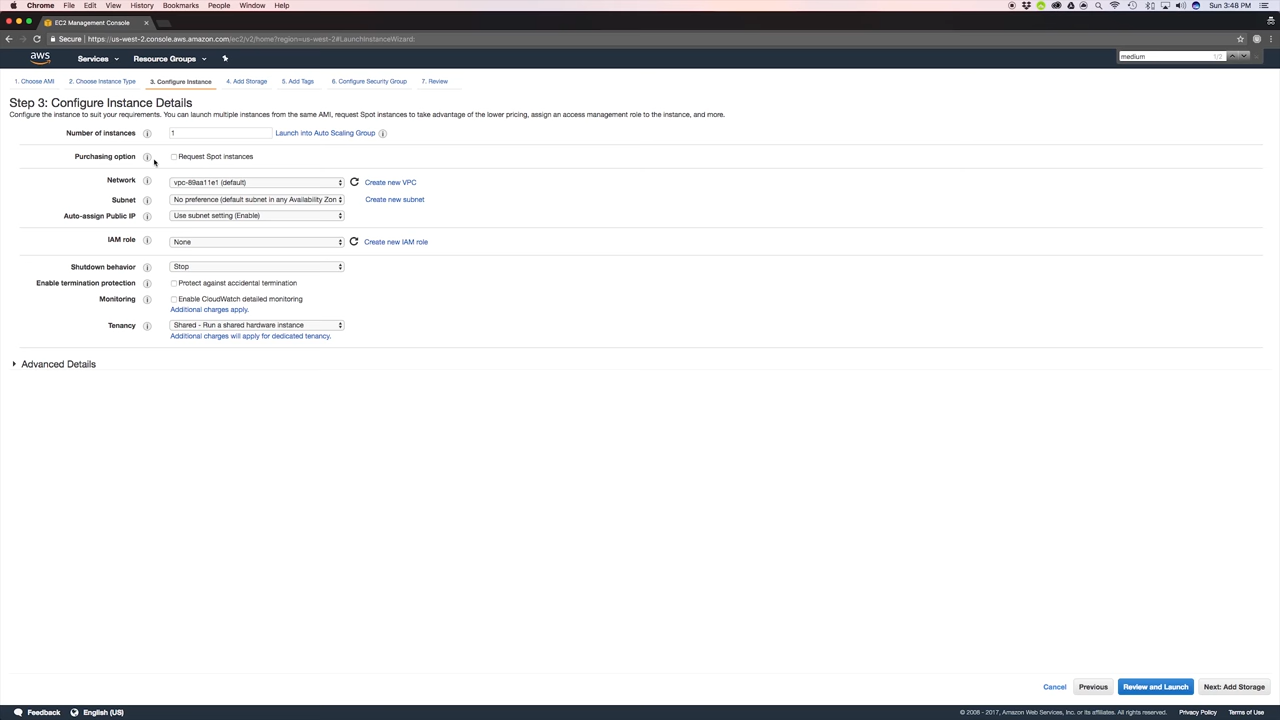 Chrome File Edit View History Bookmarks People Window Help Sun 3:48 PM
EC2 Management Console
Secure https://us-west-2.console.aws.amazon.com/ec2/v2/home?region=us-west-2#LaunchInstanceWizard:
aws Services Resource Groups
medium 1/2
1. Choose AMI 2. Choose Instance Type 3. Configure Instance 4. Add Storage 5. Add Tags 6. Configure Security Group 7. Review
Step 3: Configure Instance Details
Configure the instance to suit your requirements. You can launch multiple instances from the same AMI, request Spot instances to take advantage of the lower pricing, assign an access management role to the instance, and more.
Number of instances i 1 Launch into Auto Scaling Group i
Purchasing option i Request Spot instances
Network i vpc-89aa11e1 (default) Create new VPC
Subnet i No preference (default subnet in any Availability Zon Create new subnet
Auto-assign Public IP i Use subnet setting (Enable)
IAM role i None Create new IAM role
Shutdown behavior i Stop
Enable termination protection i Protect against accidental termination
Monitoring i Enable CloudWatch detailed monitoring
Additional charges apply.
Tenancy i Shared - Run a shared hardware instance
Additional charges will apply for dedicated tenancy.
Advanced Details
Cancel Previous Review and Launch Next: Add Storage
Feedback English (US) © 2008 - 2017, Amazon Web Services, Inc. or its affiliates. All rights reserved. Privacy Policy Terms of Use